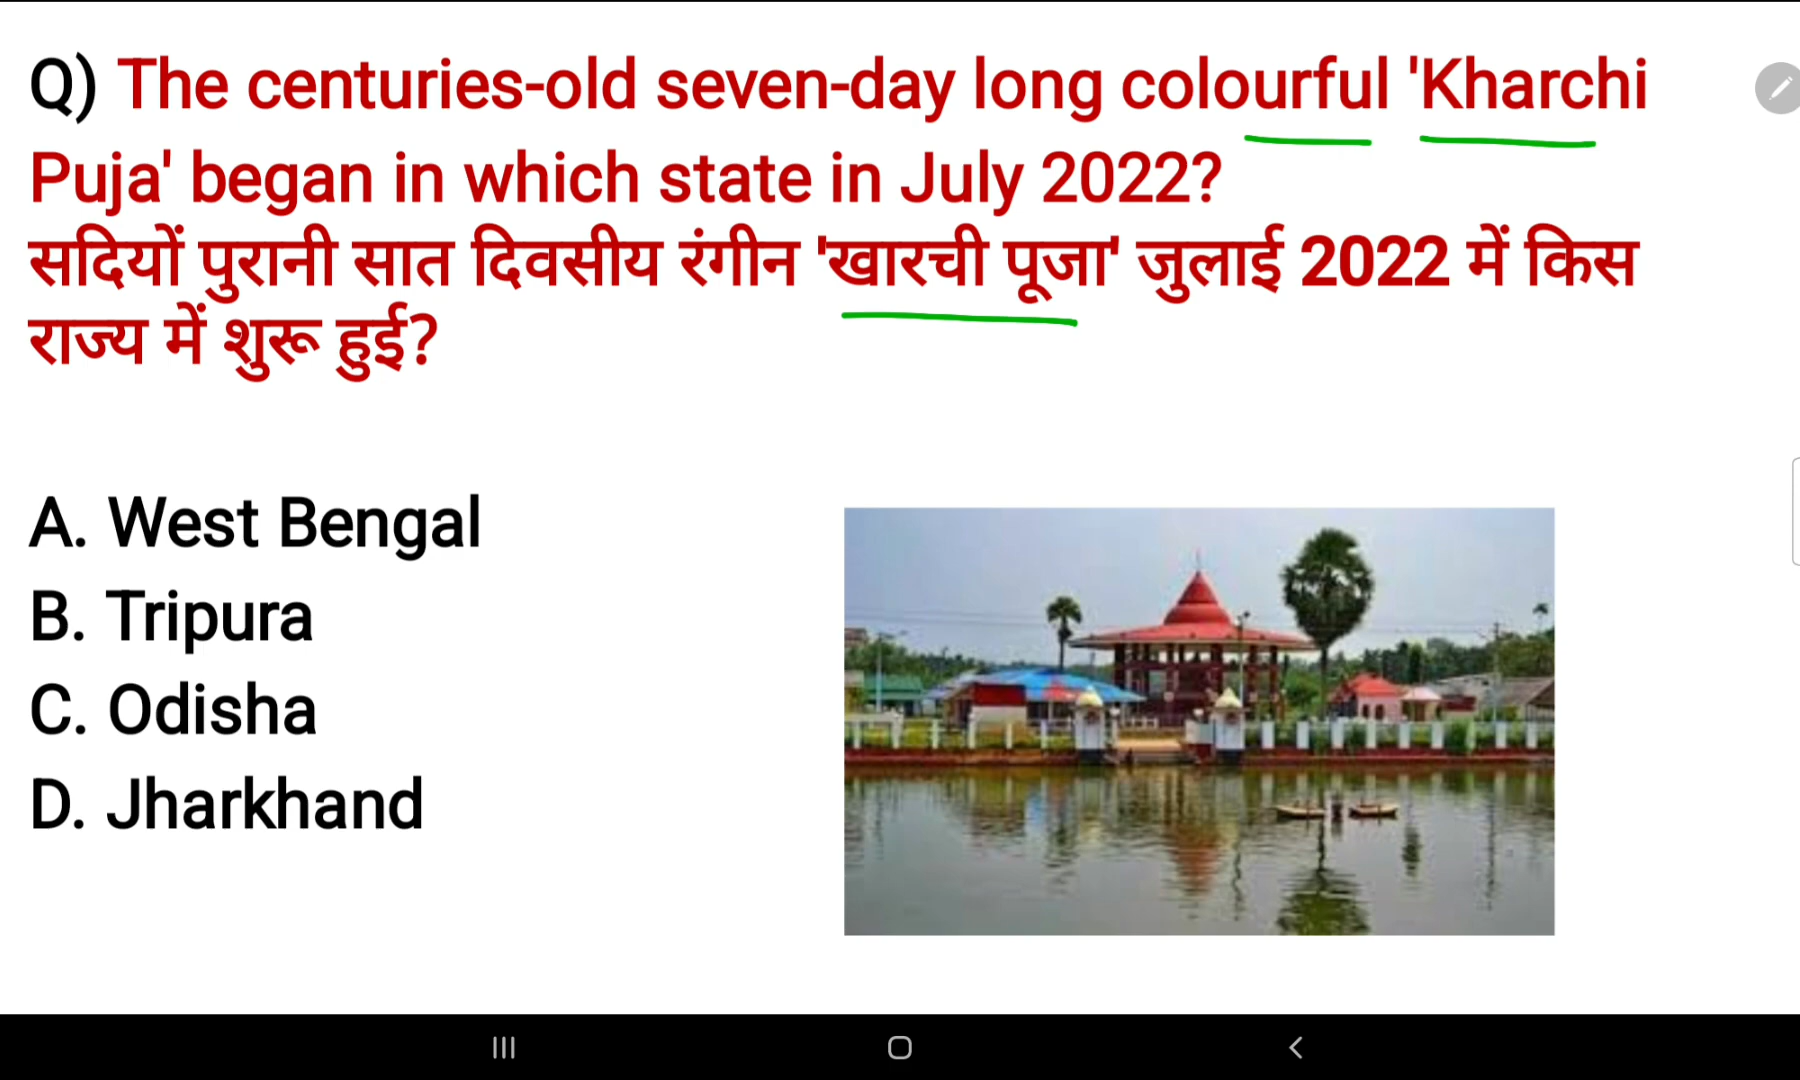 Q) The centuries-old seven-day long colourful 'Kharchi
Puja' began in which state in July 2022?
सदियों पुरानी सात दिवसीय रंगीन 'खारची पूजा' जुलाई 2022 में किस
राज्य में शुरू हुई?
A. West Bengal
B. Tripura
C. Odisha
D. Jharkhand